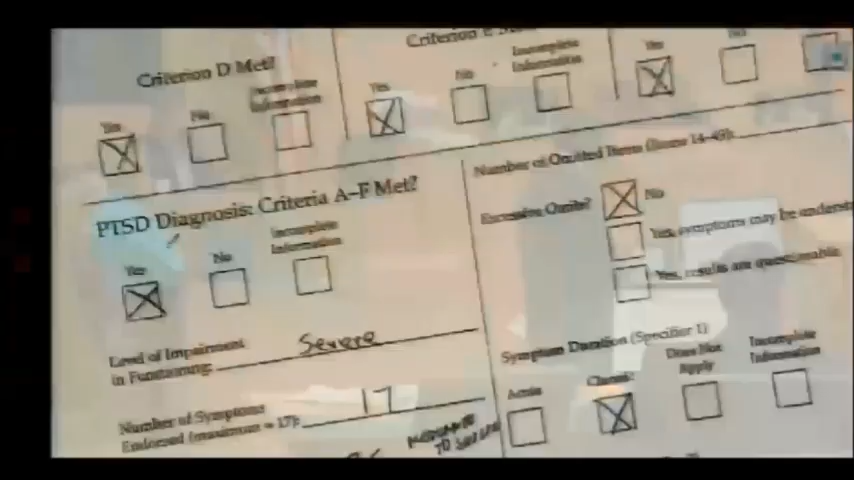 Criterion D Met?
Criterion E
Yes
No
Incomplete Information
Yes
No
Incomplete Information
Yes
No
PTSD Diagnosis: Criteria A–F Met?
Yes
No
Incomplete Information
Level of Impairment
in Functioning: Severe
Number of Symptoms
Endorsed (maximum = 17): 17
Number of Omitted Items (Items 14–49):
Excessive Omits?
No
Yes, symptoms may be
Yes, results are questionable
Symptom Duration (Specifier 1)
Acute
Chronic
Does Not Apply
Incomplete Information
TO